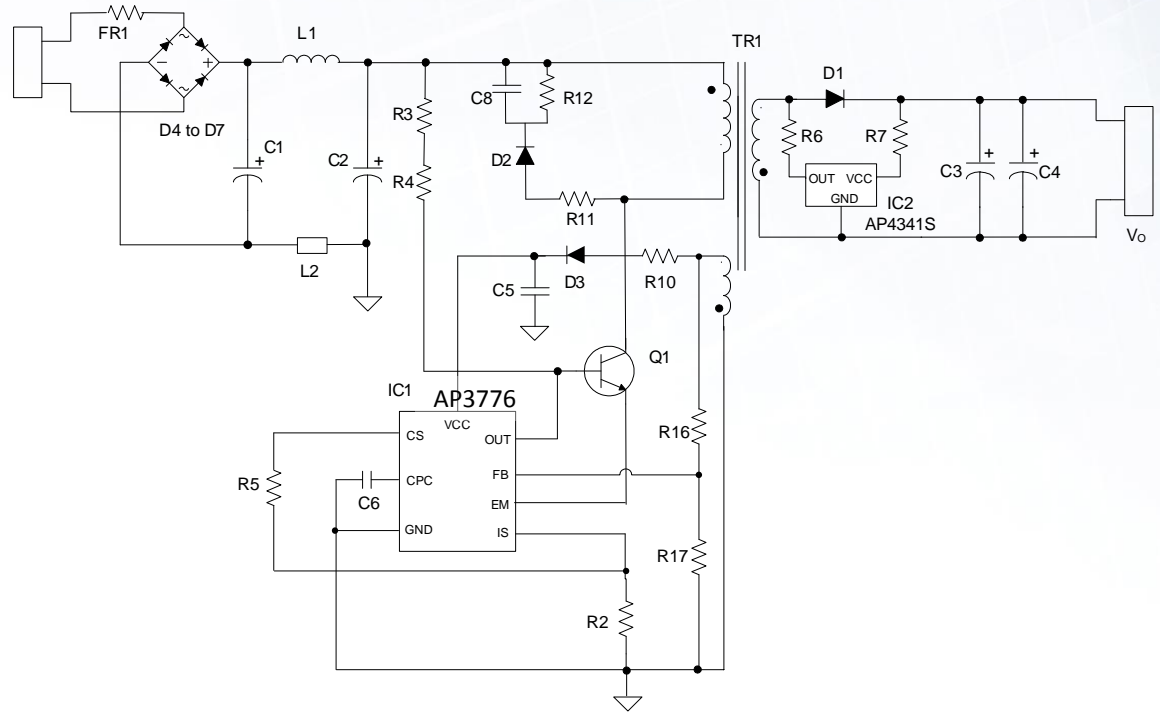 FR1
L1
TR1
D4 to D7
C1
C2
R3
R4
C8
R12
D2
R11
D1
R6
R7
OUT VCC
GND
IC2
AP4341S
C3
C4
VO
C5
D3
R10
Q1
IC1
AP3776
VCC
CS
OUT
CPC
FB
EM
GND
IS
R5
C6
R16
R17
R2
L2
+
+
+
+
+
−
~
~